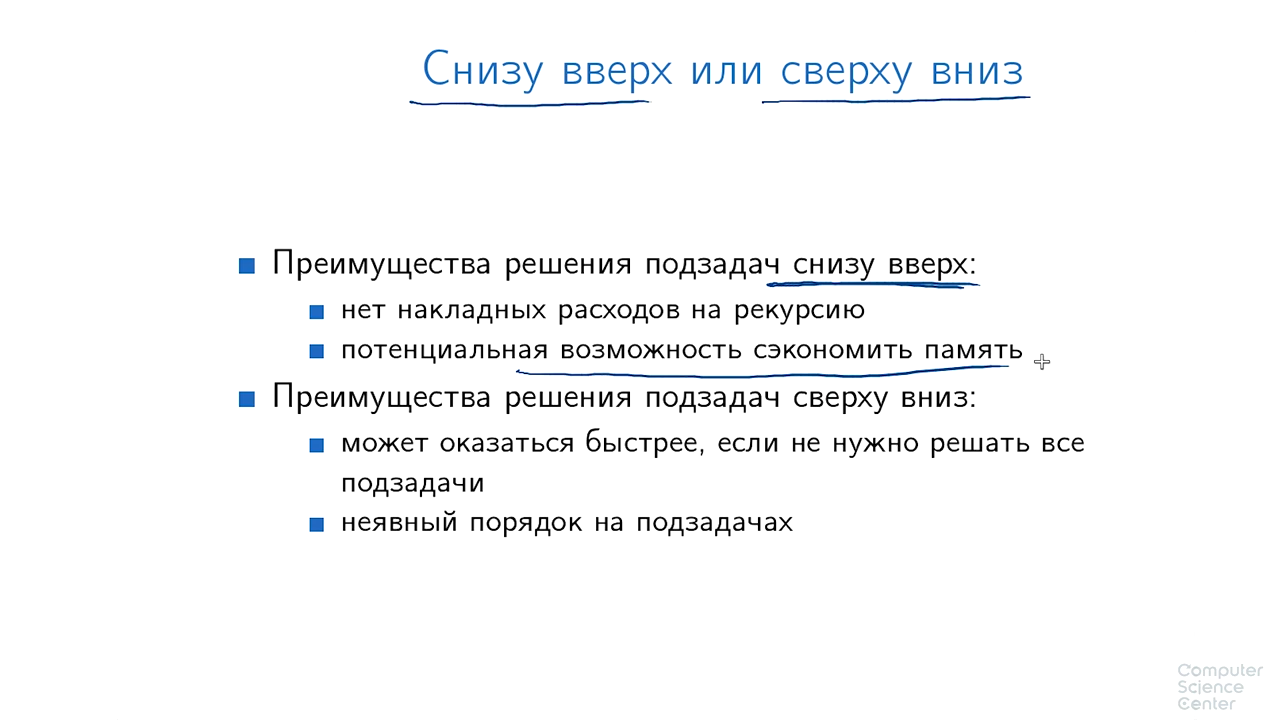 Снизу вверх или сверху вниз
Преимущества решения подзадач снизу вверх:
нет накладных расходов на рекурсию
потенциальная возможность сэкономить память
Преимущества решения подзадач сверху вниз:
может оказаться быстрее, если не нужно решать все
подзадачи
неявный порядок на подзадачах
Computer
Science
Center